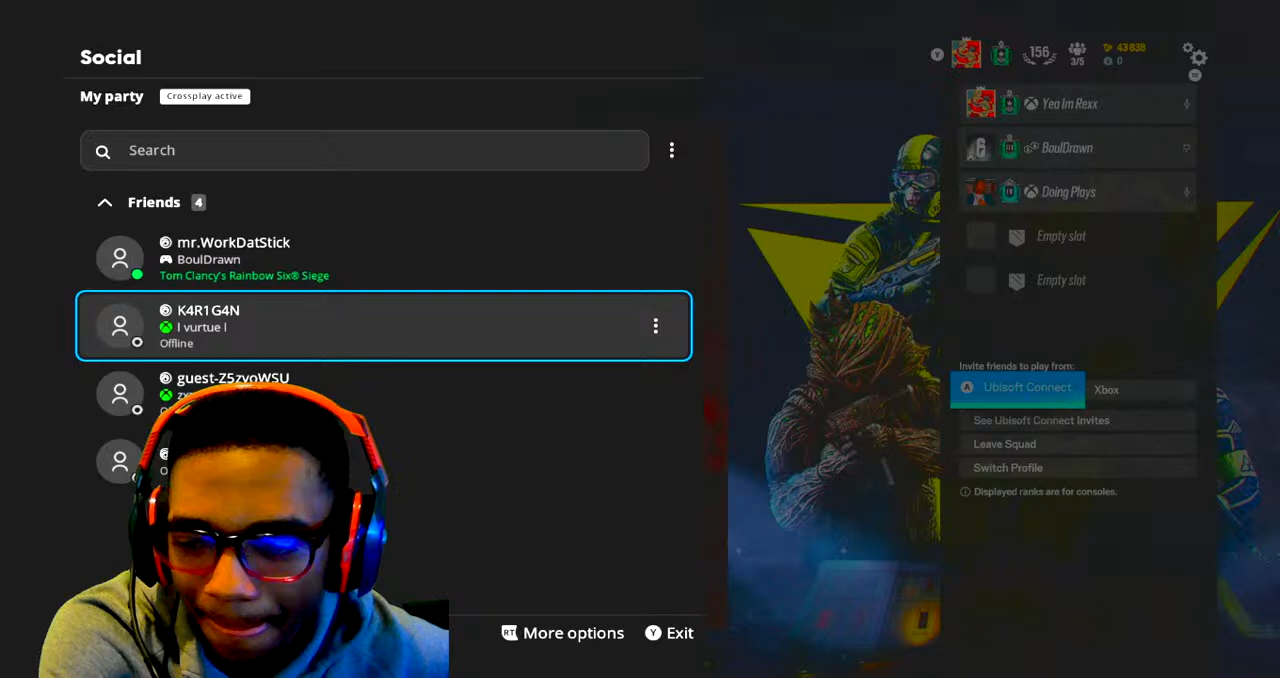 Social
My party
Crossplay active
Search
Friends 4
mr.WorkDatStick
BoulDrawn
Tom Clancy's Rainbow Six® Siege
K4R1G4N
l vurtue l
Offline
guest-Z5zyoWSU
RT More options
Y Exit
Y 156 3/5 43838
0
Yea Im Rexx
BoulDrawn
Doing Plays
Empty slot
Empty slot
Invite friends to play from:
A Ubisoft Connect
Xbox
See Ubisoft Connect Invites
Leave Squad
Switch Profile
Displayed ranks are for consoles.